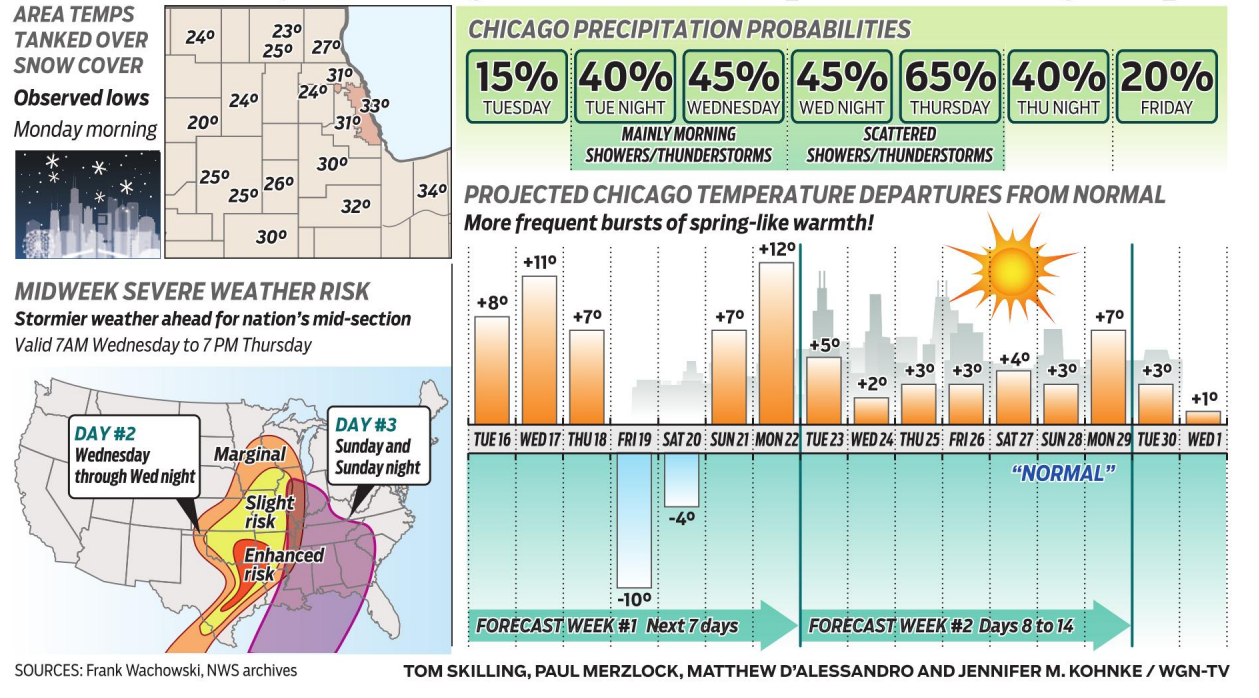 AREA TEMPS
TANKED OVER
SNOW COVER
Observed lows
Monday morning
24º
23º
25º
27º
31º
24º
24º
33º
20º
31º
30º
25º
25º
26º
34º
32º
30º
CHICAGO PRECIPITATION PROBABILITIES
15%
TUESDAY
40%
TUE NIGHT
45%
WEDNESDAY
45%
WED NIGHT
65%
THURSDAY
40%
THU NIGHT
20%
FRIDAY
MAINLY MORNING
SHOWERS/THUNDERSTORMS
SCATTERED
SHOWERS/THUNDERSTORMS
PROJECTED CHICAGO TEMPERATURE DEPARTURES FROM NORMAL
More frequent bursts of spring-like warmth!
+8º
+11º
+7º
+7º
+12º
+5º
+2º
+3º
+3º
+4º
+3º
+7º
+3º
+1º
TUE 16 WED 17 THU 18 FRI 19 SAT 20 SUN 21 MON 22 TUE 23 WED 24 THU 25 FRI 26 SAT 27 SUN 28 MON 29 TUE 30 WED 1
"NORMAL"
-4º
-10º
FORECAST WEEK #1 Next 7 days
FORECAST WEEK #2 Days 8 to 14
MIDWEEK SEVERE WEATHER RISK
Stormier weather ahead for nation's mid-section
Valid 7AM Wednesday to 7 PM Thursday
DAY #2
Wednesday
through Wed night
DAY #3
Sunday and
Sunday night
Marginal
Slight
risk
Enhanced
risk
SOURCES: Frank Wachowski, NWS archives
TOM SKILLING, PAUL MERZLOCK, MATTHEW D'ALESSANDRO AND JENNIFER M. KOHNKE / WGN-TV